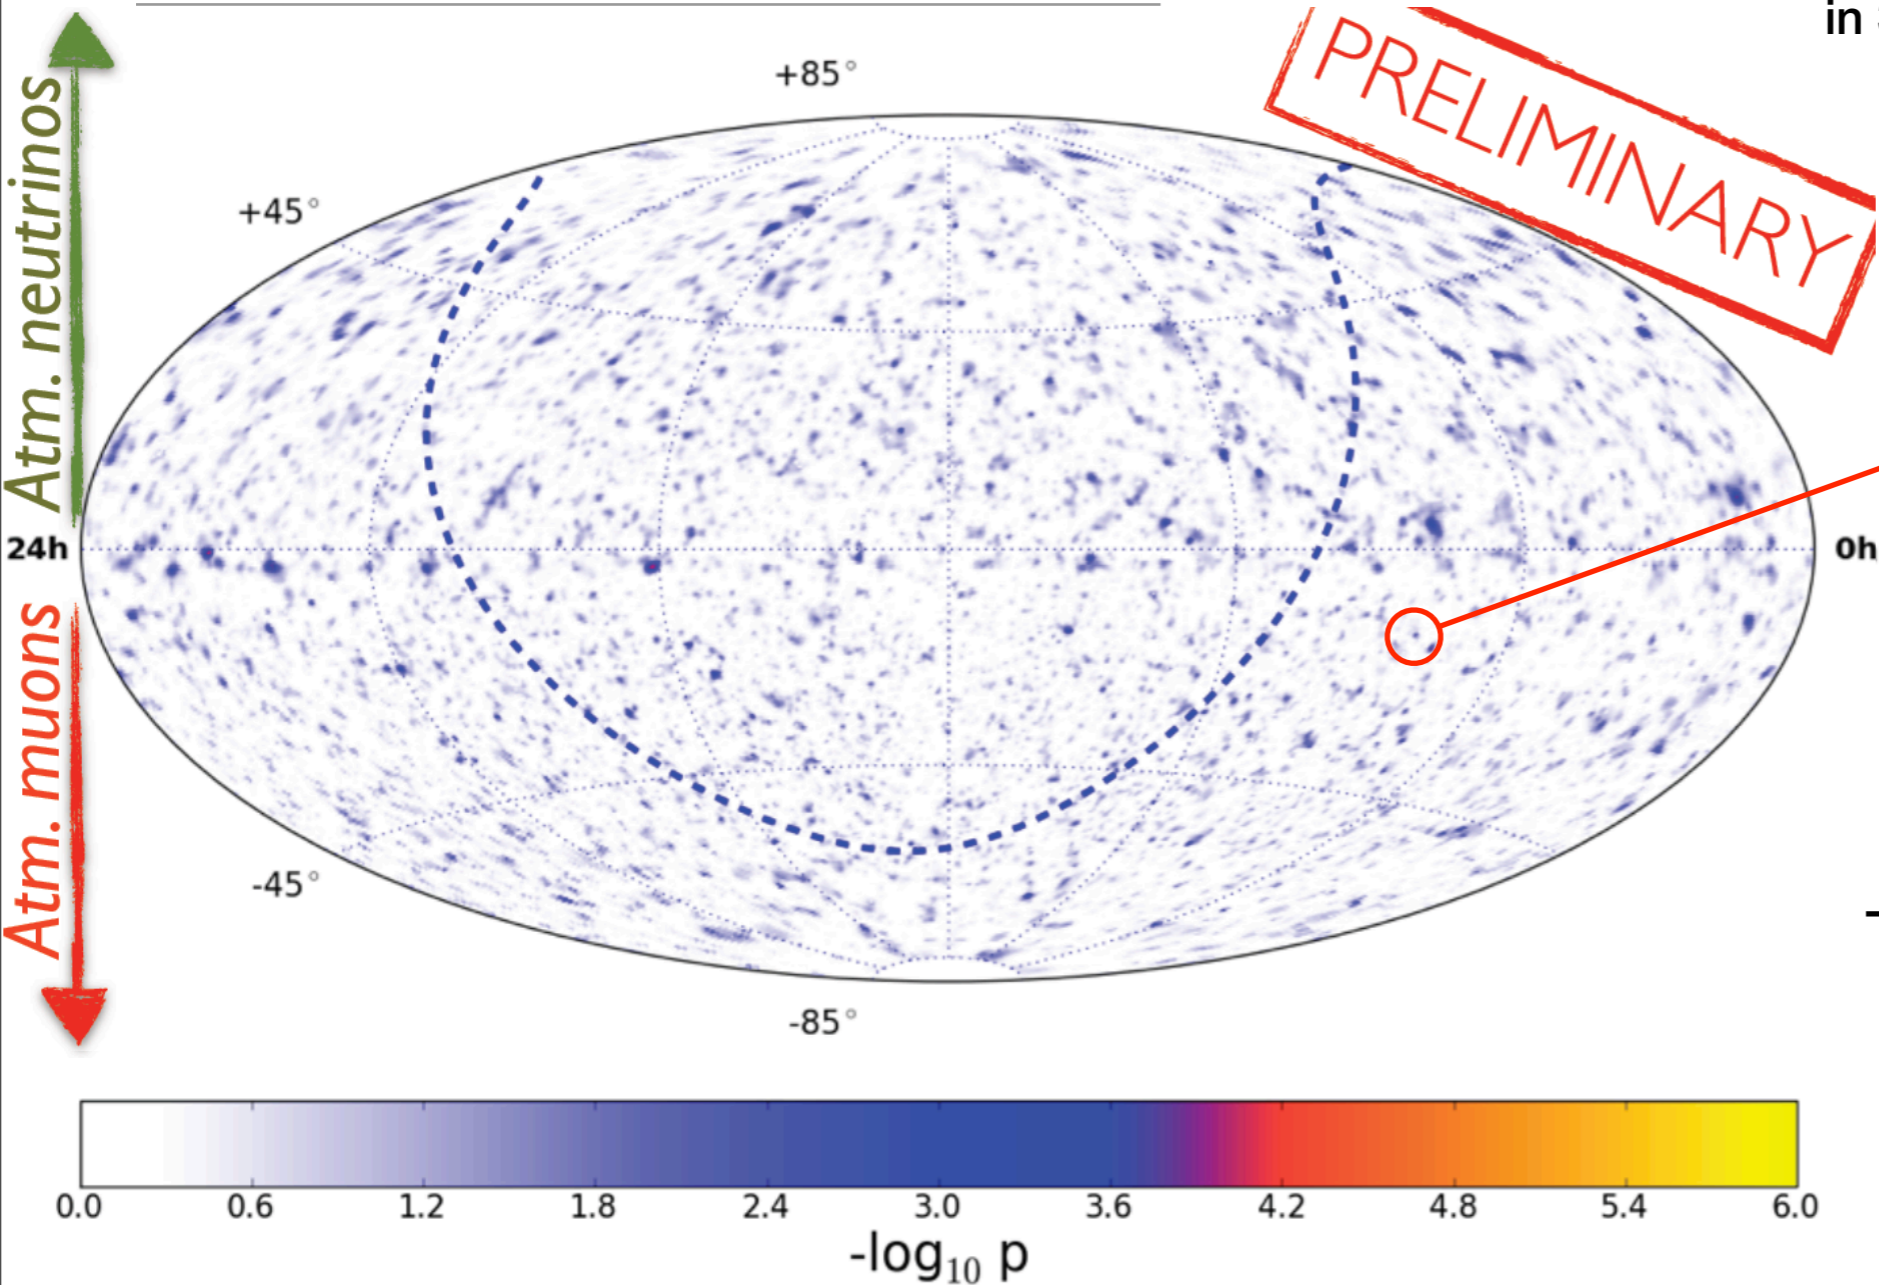 in
PRELIMINARY
+85°
+45°
Atm. neutrinos
24h
0h
Atm. muons
-45°
-85°
0.0 0.6 1.2 1.8 2.4 3.0 3.6 4.2 4.8 5.4 6.0
-log₁₀ p